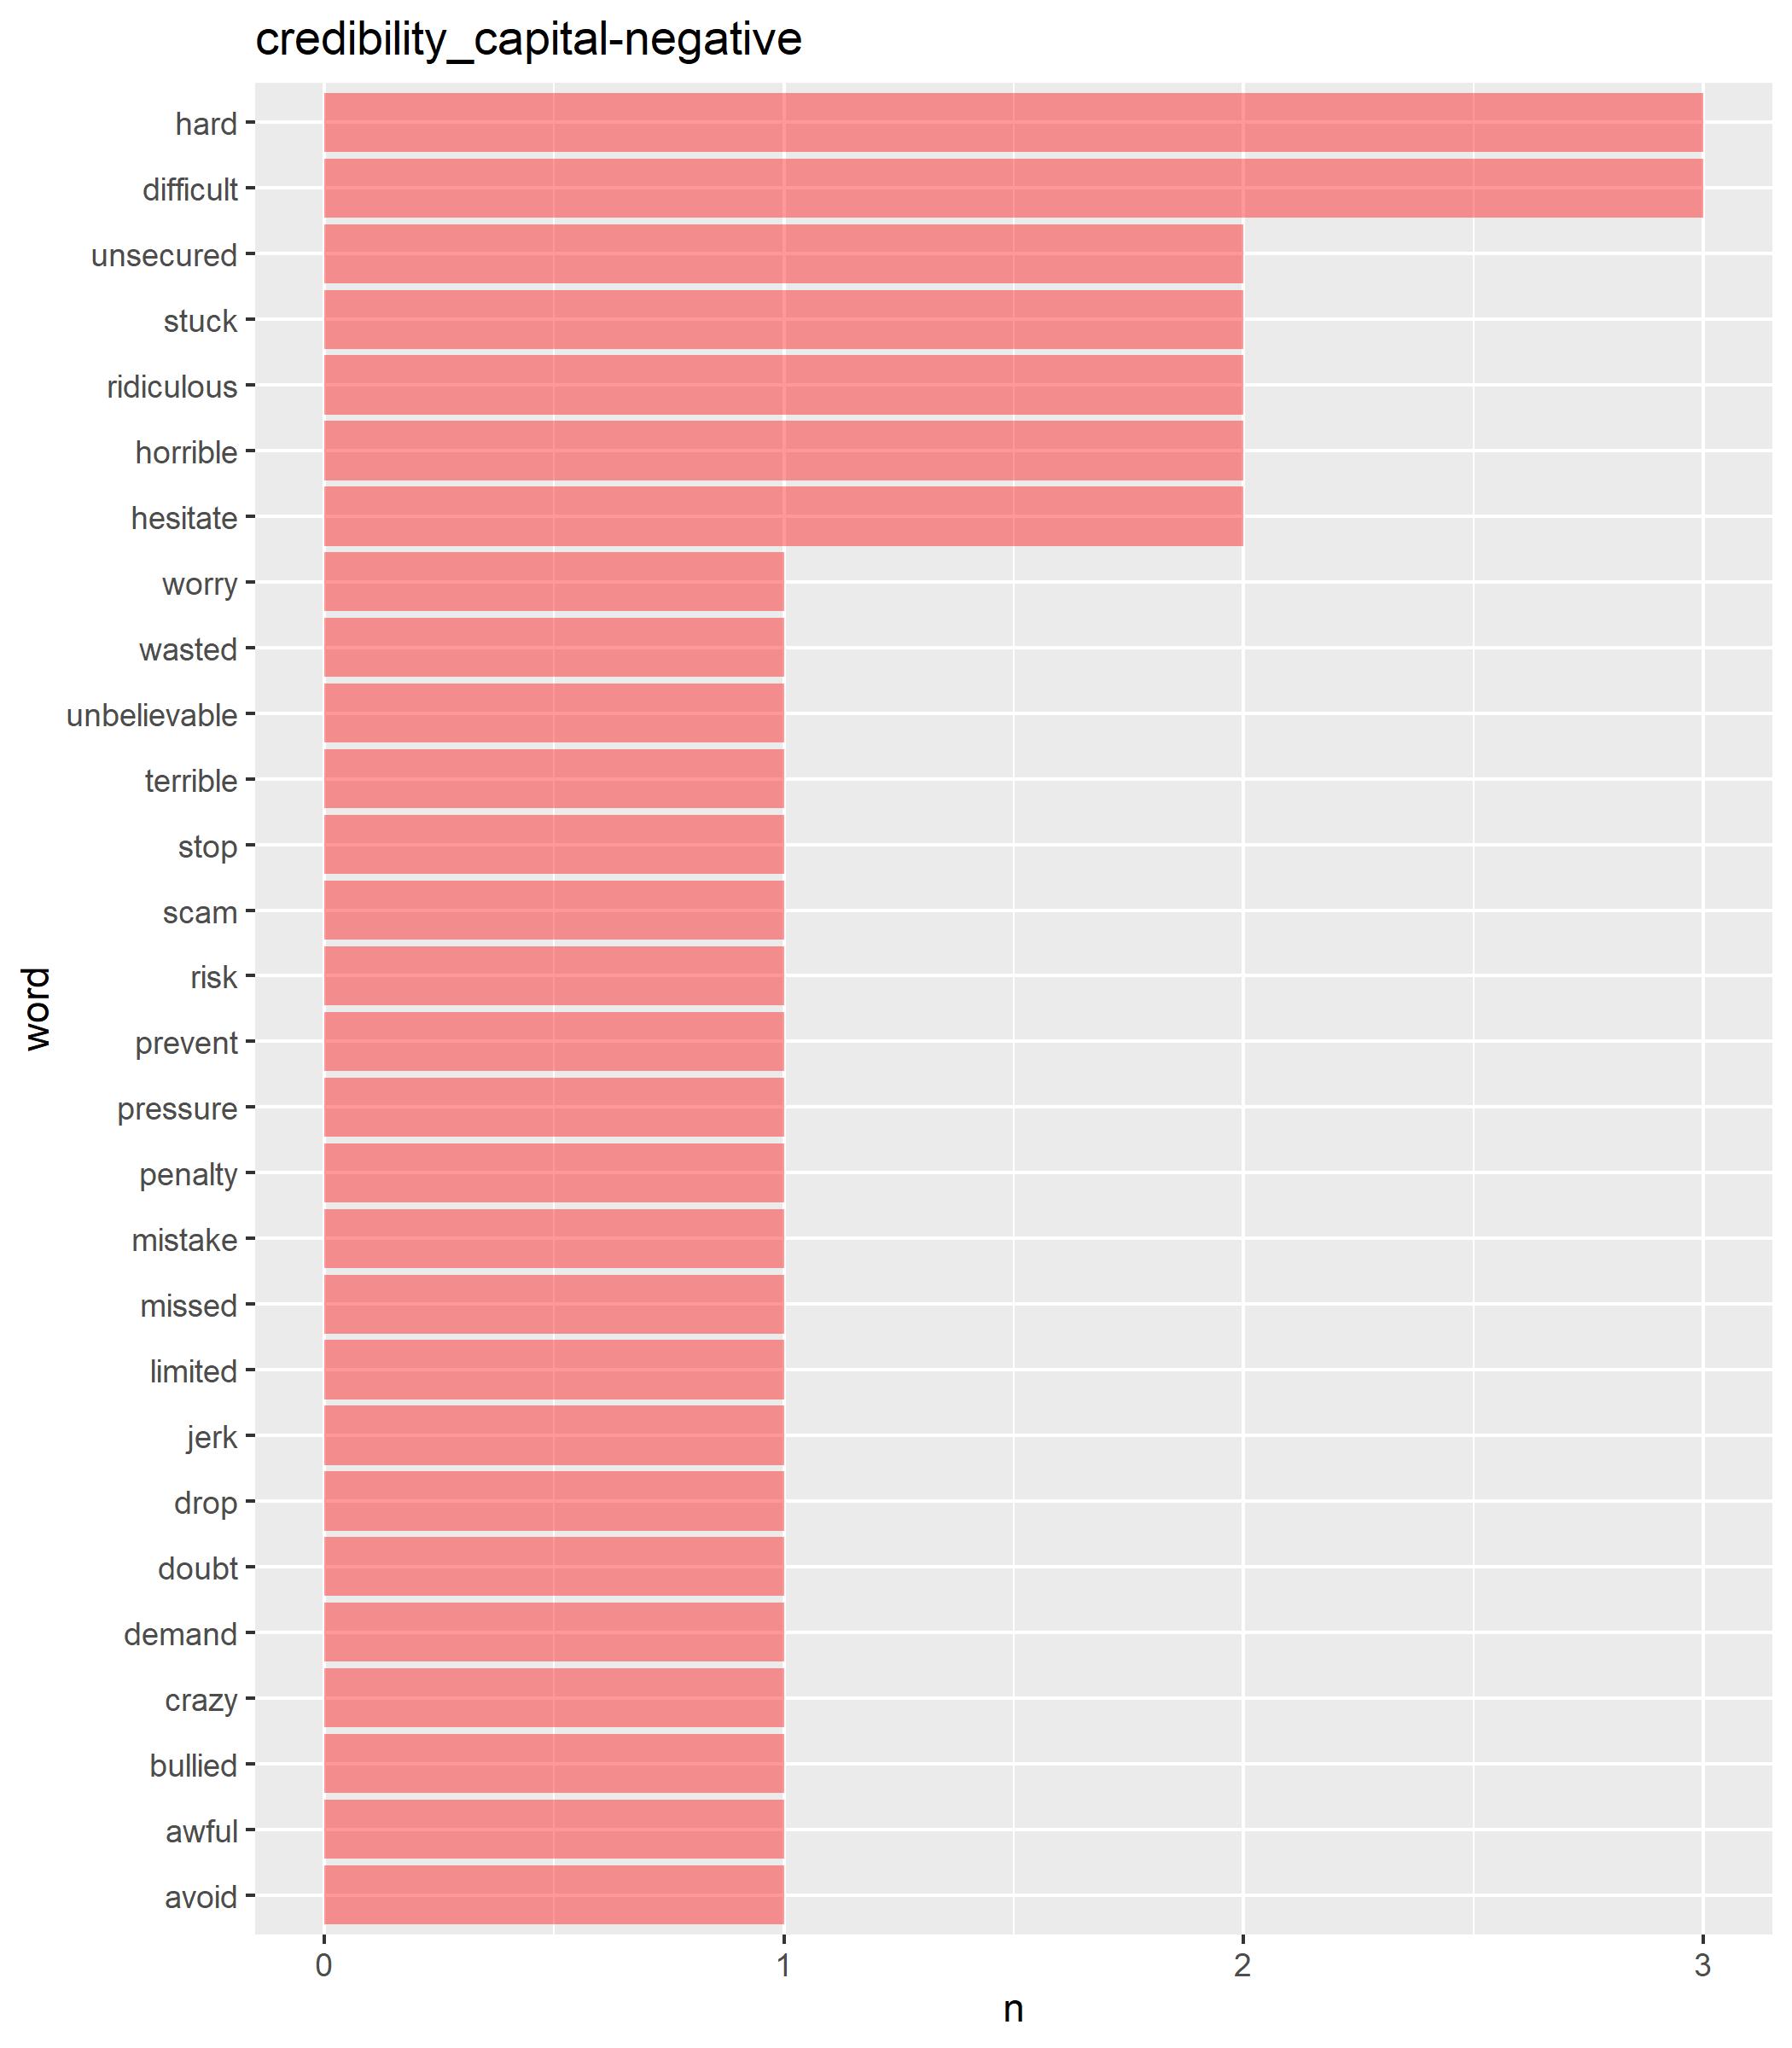 credibility_capital-negative
hard
difficult
unsecured
stuck
ridiculous
horrible
hesitate
worry
wasted
unbelievable
terrible
stop
scam
risk
prevent
pressure
penalty
mistake
missed
limited
jerk
drop
doubt
demand
crazy
bullied
awful
avoid
word
0 1 2 3
n